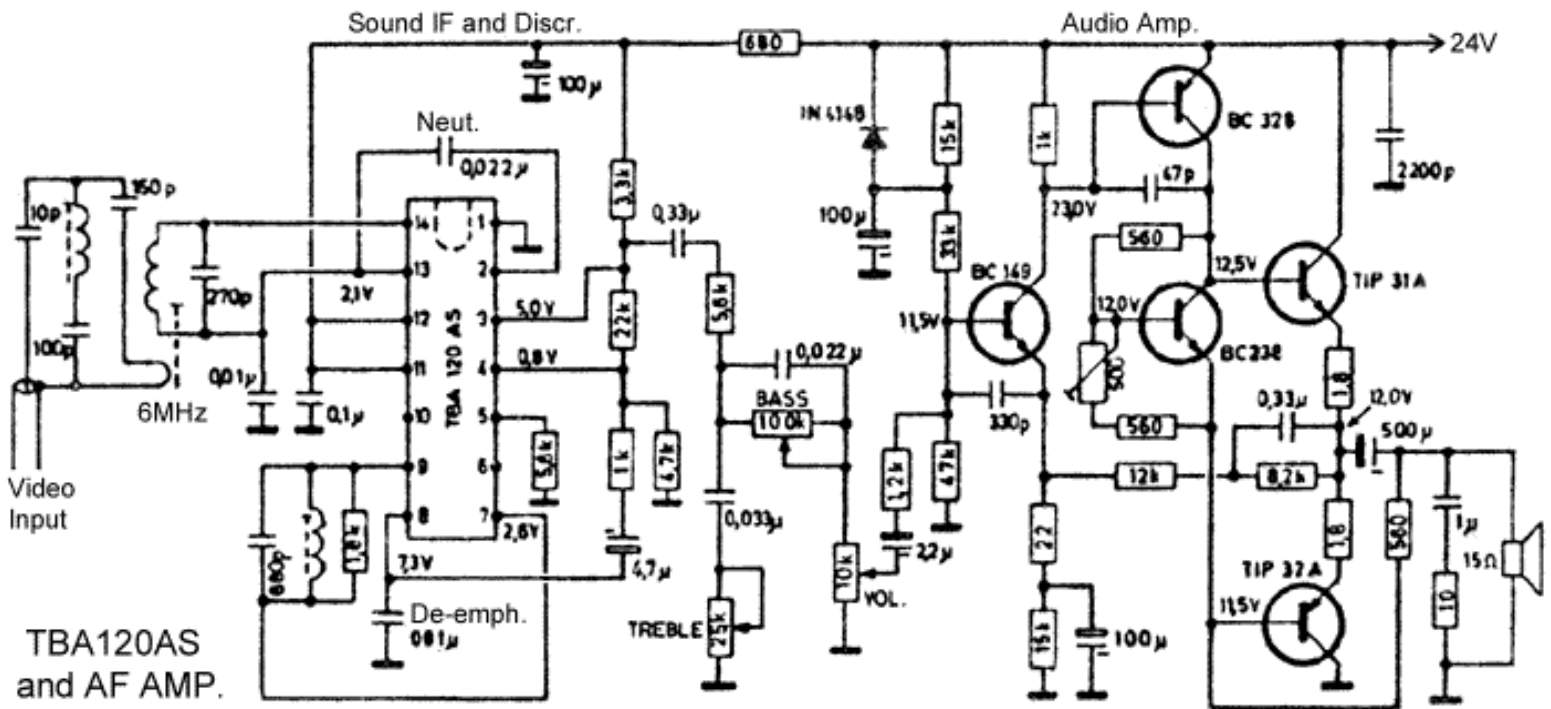 Sound IF and Discr.
Audio Amp.
680
24V
100µ
Neut.
0,022µ
3,3k
1N4148
15k
1k
BC 328
47p
2200p
10p
150p
0,33µ
23,0V
14
1
13
2
2,1V
270p
12
3
5,0V
22k
5,6k
100µ
33k
BC 149
560
12,5V
TIP 31A
100p
TBA 120 AS
11
4
0,8V
0,022µ
11,5V
12,0V
BC238
500
1,8
0,01µ
6MHz
0,1µ
10
5
BASS
100k
330p
0,33µ
12,0V
500µ
560
9
6
5,6k
1k
4,7k
1,2k
47k
12k
8,2k
Video
Input
8
7
2,6V
0,033µ
2,2µ
22
1,8
560
1µ
15Ω
680p
1,8k
7,3V
4,7µ
10k
VOL.
TIP 32A
10
De-emph.
TREBLE
25k
15k
100µ
11,5V
TBA120AS
and AF AMP.